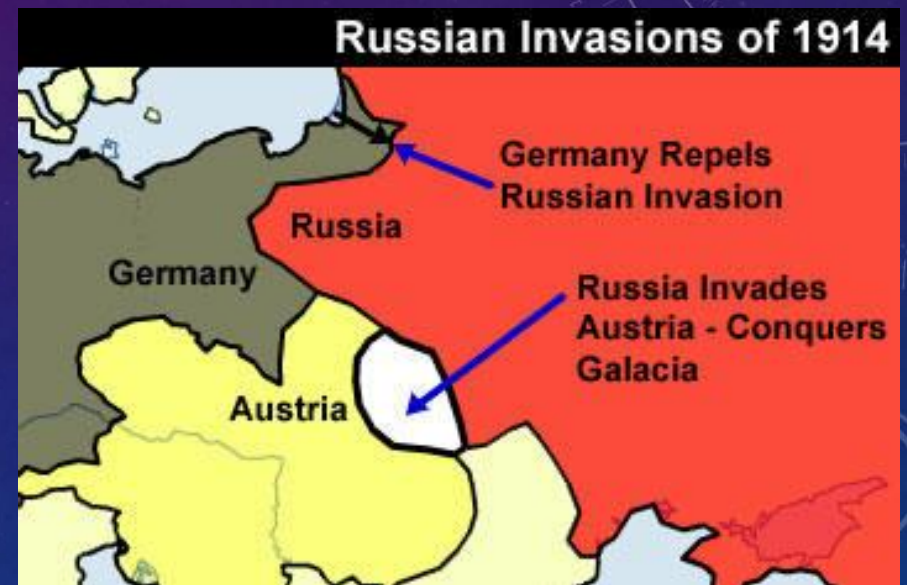 Russian Invasions of 1914
Germany Repels
Russian Invasion
Russia
Germany
Russia Invades
Austria - Conquers
Galacia
Austria